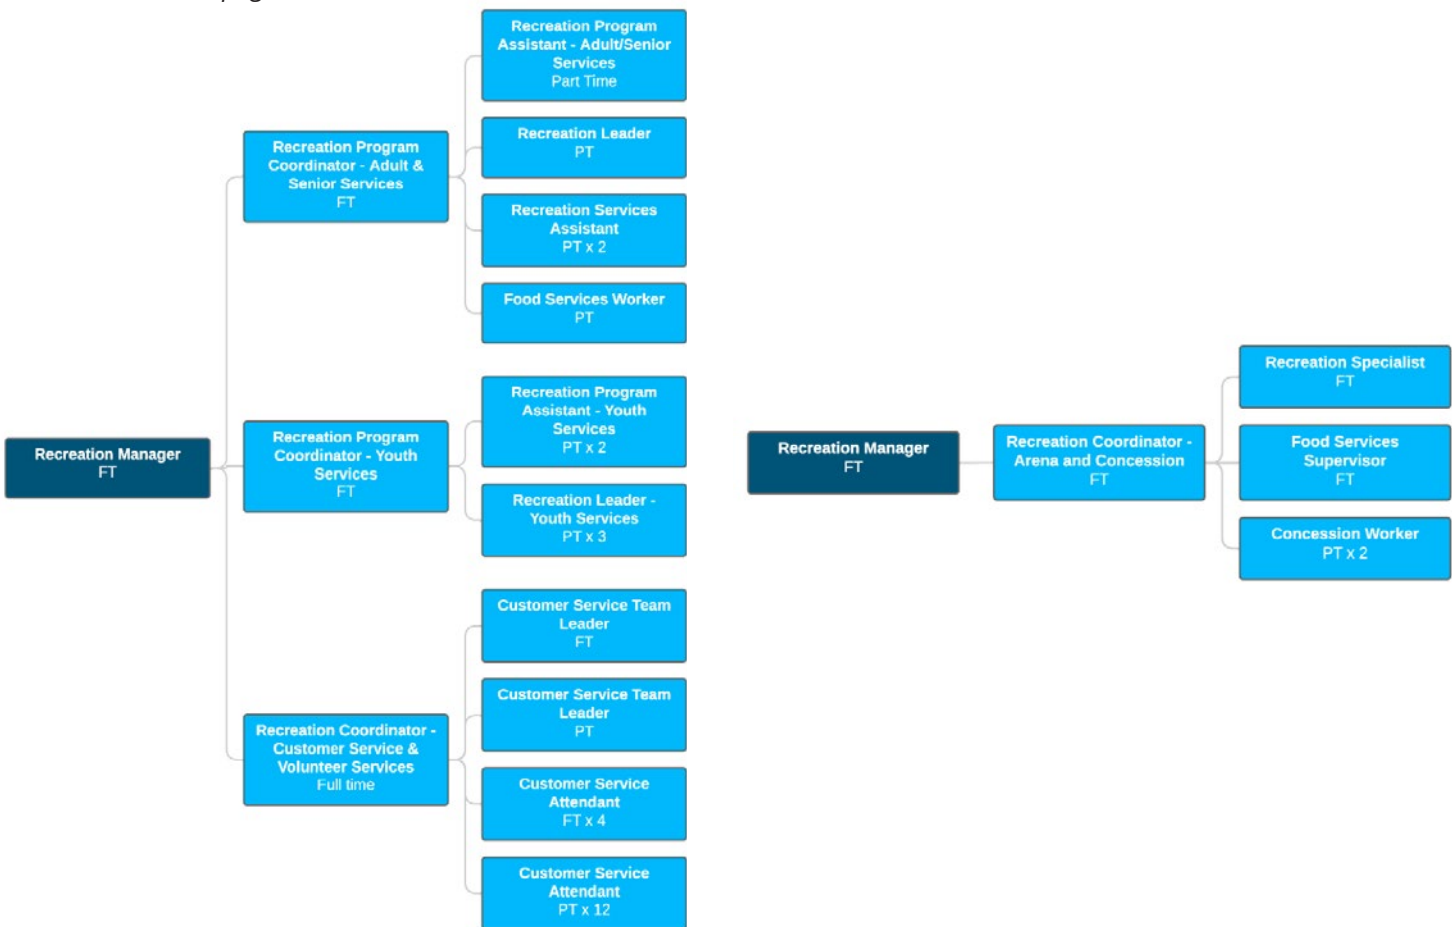 Recreation Program
Assistant - Adult/Senior
Services
Part Time
Recreation Leader
PT
Recreation Program
Coordinator - Adult &
Senior Services
FT
Recreation Services
Assistant
PT x 2
Food Services Worker
PT
Recreation Program
Assistant - Youth
Services
PT x 2
Recreation Manager
FT
Recreation Program
Coordinator - Youth
Services
FT
Recreation Leader -
Youth Services
PT x 3
Customer Service Team
Leader
FT
Customer Service Team
Leader
PT
Recreation Coordinator -
Customer Service &
Volunteer Services
Full time
Customer Service
Attendant
FT x 4
Customer Service
Attendant
PT x 12
Recreation Manager
FT
Recreation Coordinator -
Arena and Concession
FT
Recreation Specialist
FT
Food Services
Supervisor
FT
Concession Worker
PT x 2